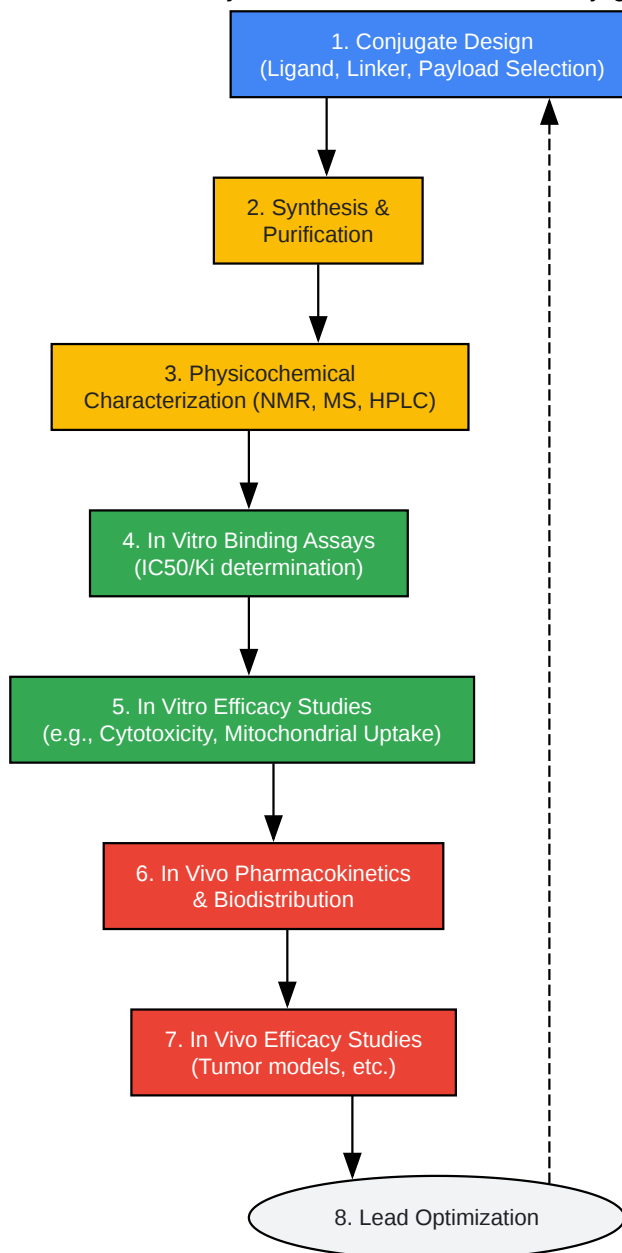 1. Conjugate Design
(Ligand, Linker, Payload Selection)
2. Synthesis &
Purification
3. Physicochemical
Characterization (NMR, MS, HPLC)
4. In Vitro Binding Assays
(IC50/Ki determination)
5. In Vitro Efficacy Studies
(e.g., Cytotoxicity, Mitochondrial Uptake)
6. In Vivo Pharmacokinetics
& Biodistribution
7. In Vivo Efficacy Studies
(Tumor models, etc.)
8. Lead Optimization